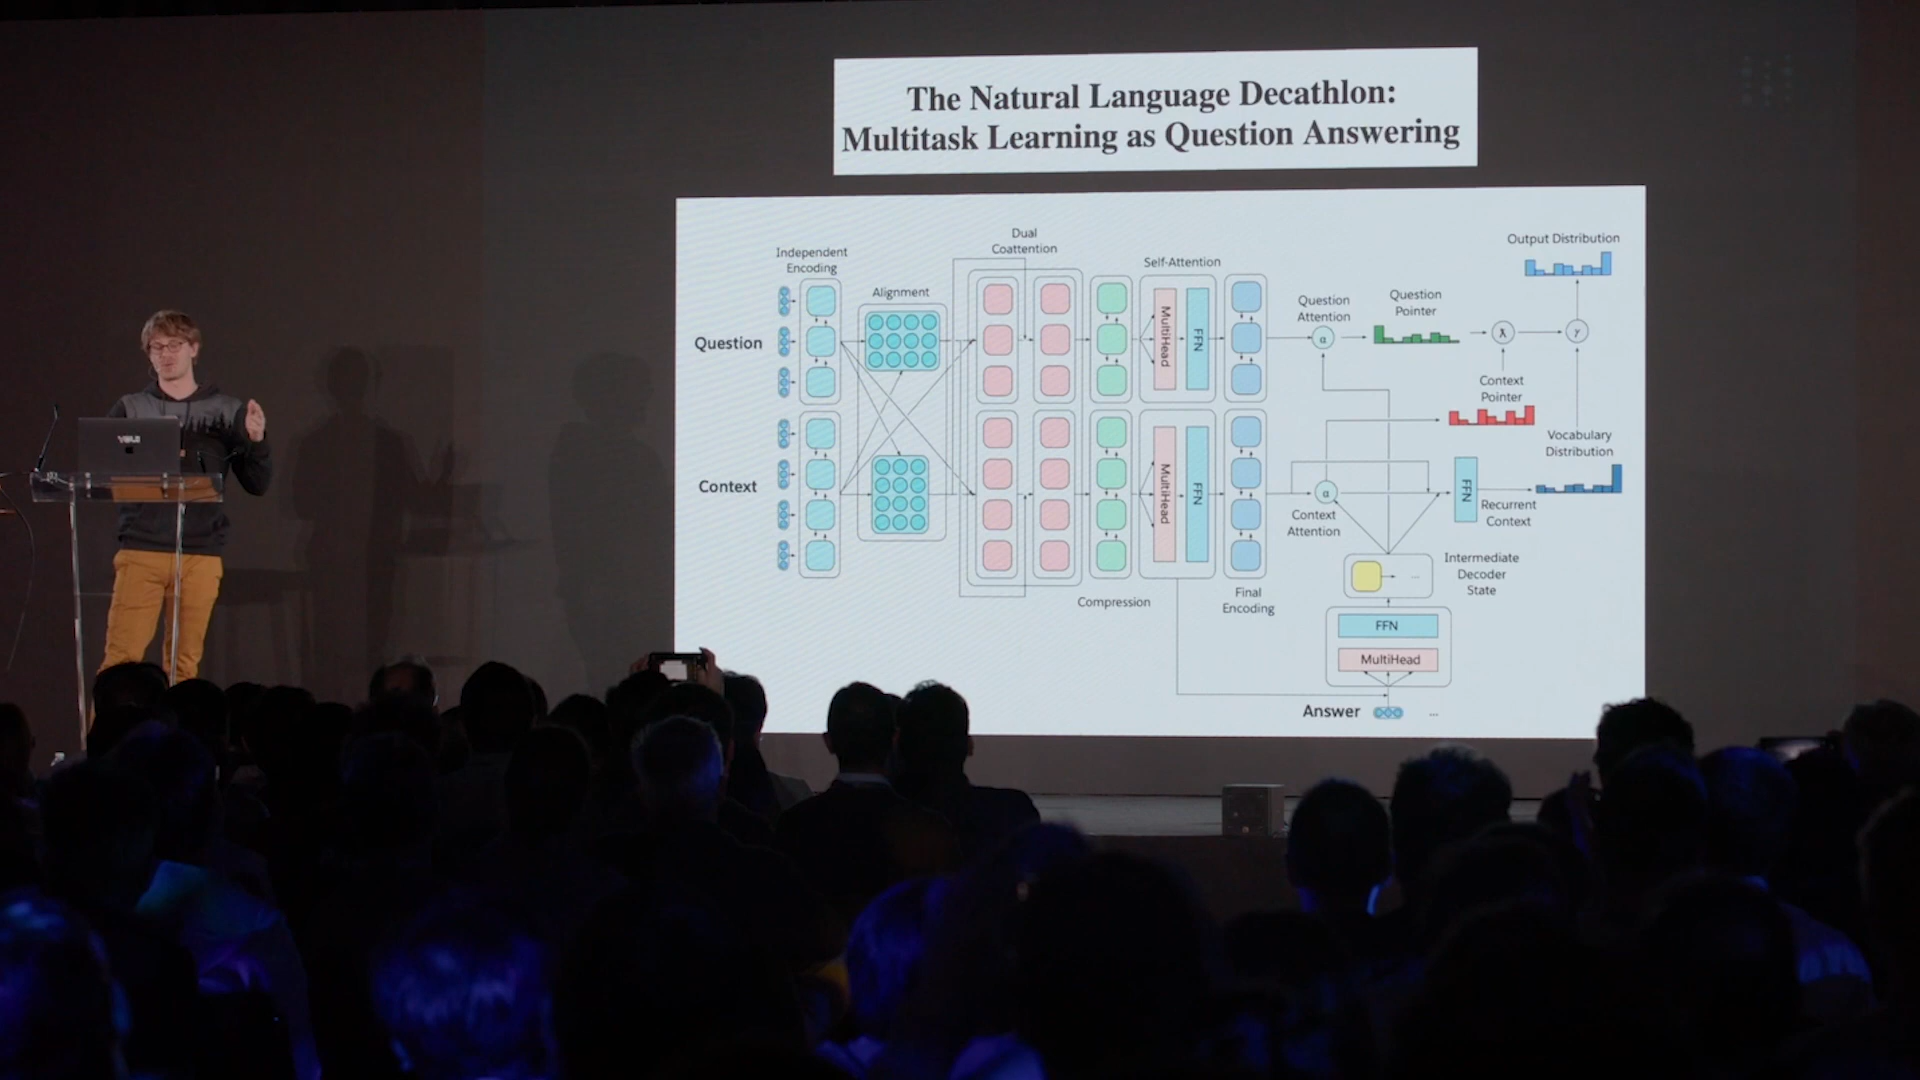 The Natural Language Decathlon:
Multitask Learning as Question Answering
Independent
Encoding
Alignment
Dual
Coattention
Self-Attention
Question
Attention
Question
Pointer
Output Distribution
Question
MultiHead
FFN
α
λ
γ
Context
Pointer
Vocabulary
Distribution
Context
MultiHead
FFN
α
Context
Attention
FFN
Recurrent
Context
Compression
Final
Encoding
...
Intermediate
Decoder
State
FFN
MultiHead
Answer
...